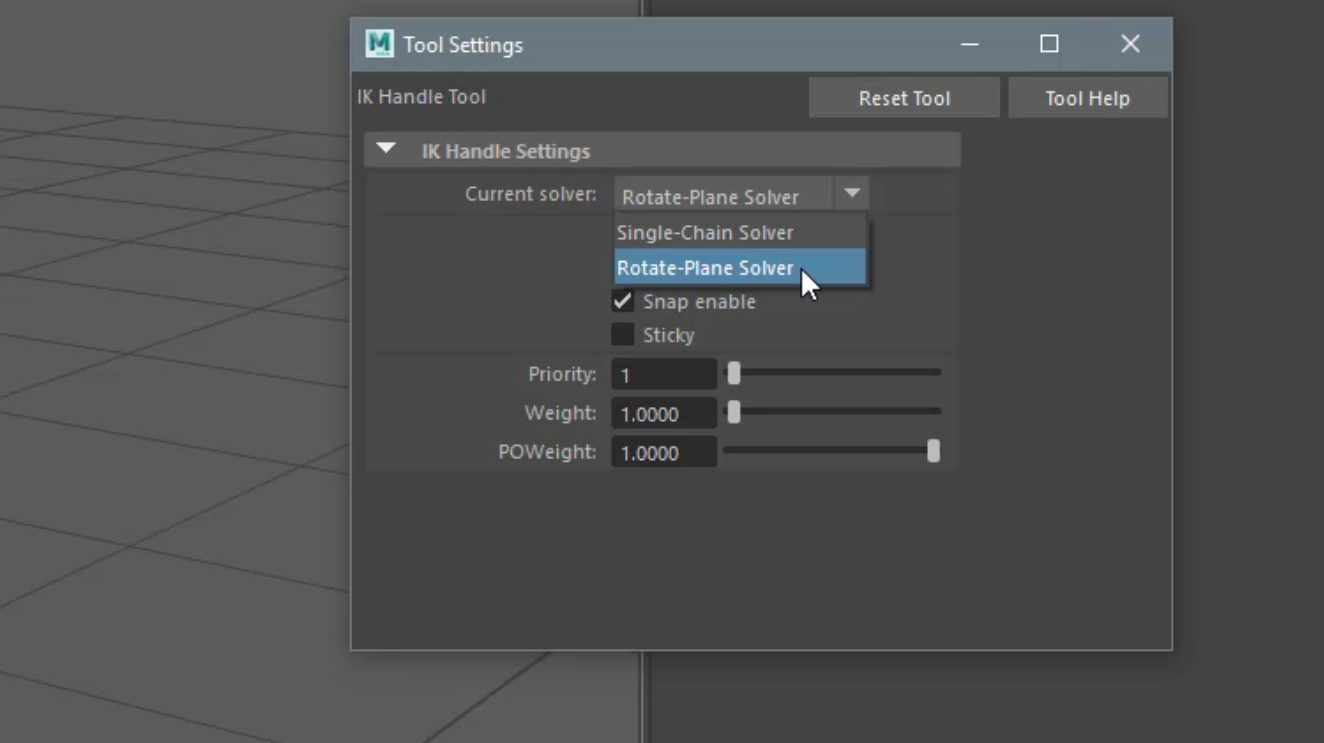 Tool Settings
IK Handle Tool
Reset Tool
Tool Help
IK Handle Settings
Current solver: Rotate-Plane Solver
Single-Chain Solver
Rotate-Plane Solver
Snap enable
Sticky
Priority: 1
Weight: 1.0000
POWeight: 1.0000